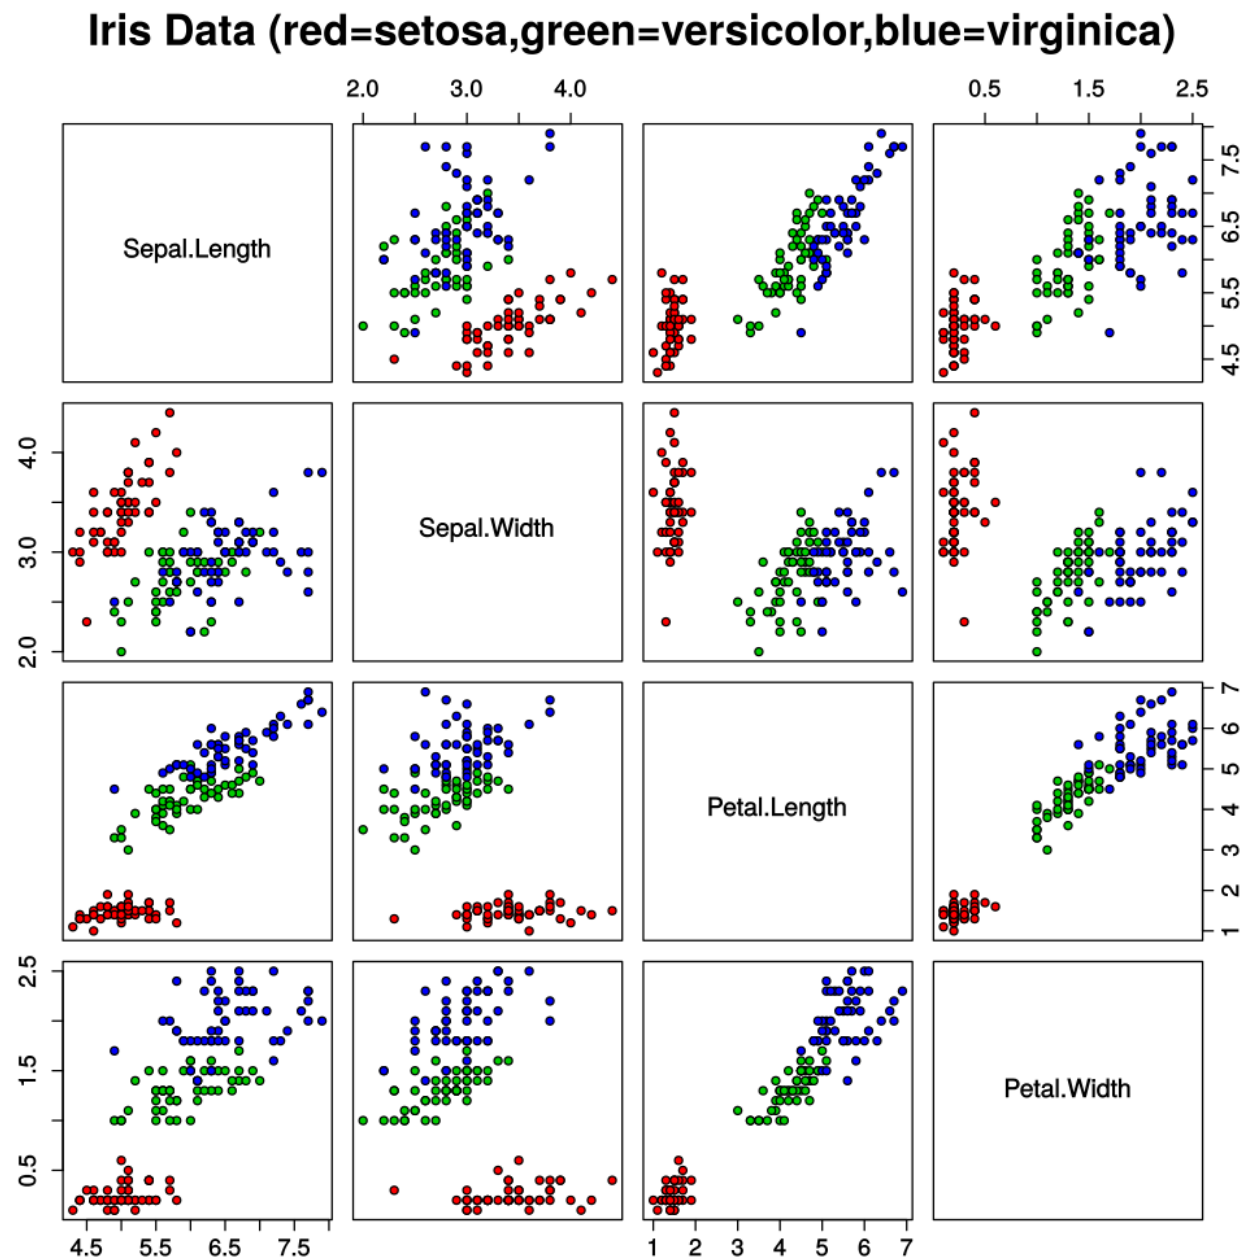 Iris Data (red=setosa,green=versicolor,blue=virginica)
2.0 3.0 4.0 0.5 1.5 2.5
Sepal.Length
4.5 5.5 6.5 7.5
2.0 3.0 4.0
Sepal.Width
Petal.Length
1 2 3 4 5 6 7
0.5 1.5 2.5
Petal.Width
4.5 5.5 6.5 7.5 1 2 3 4 5 6 7